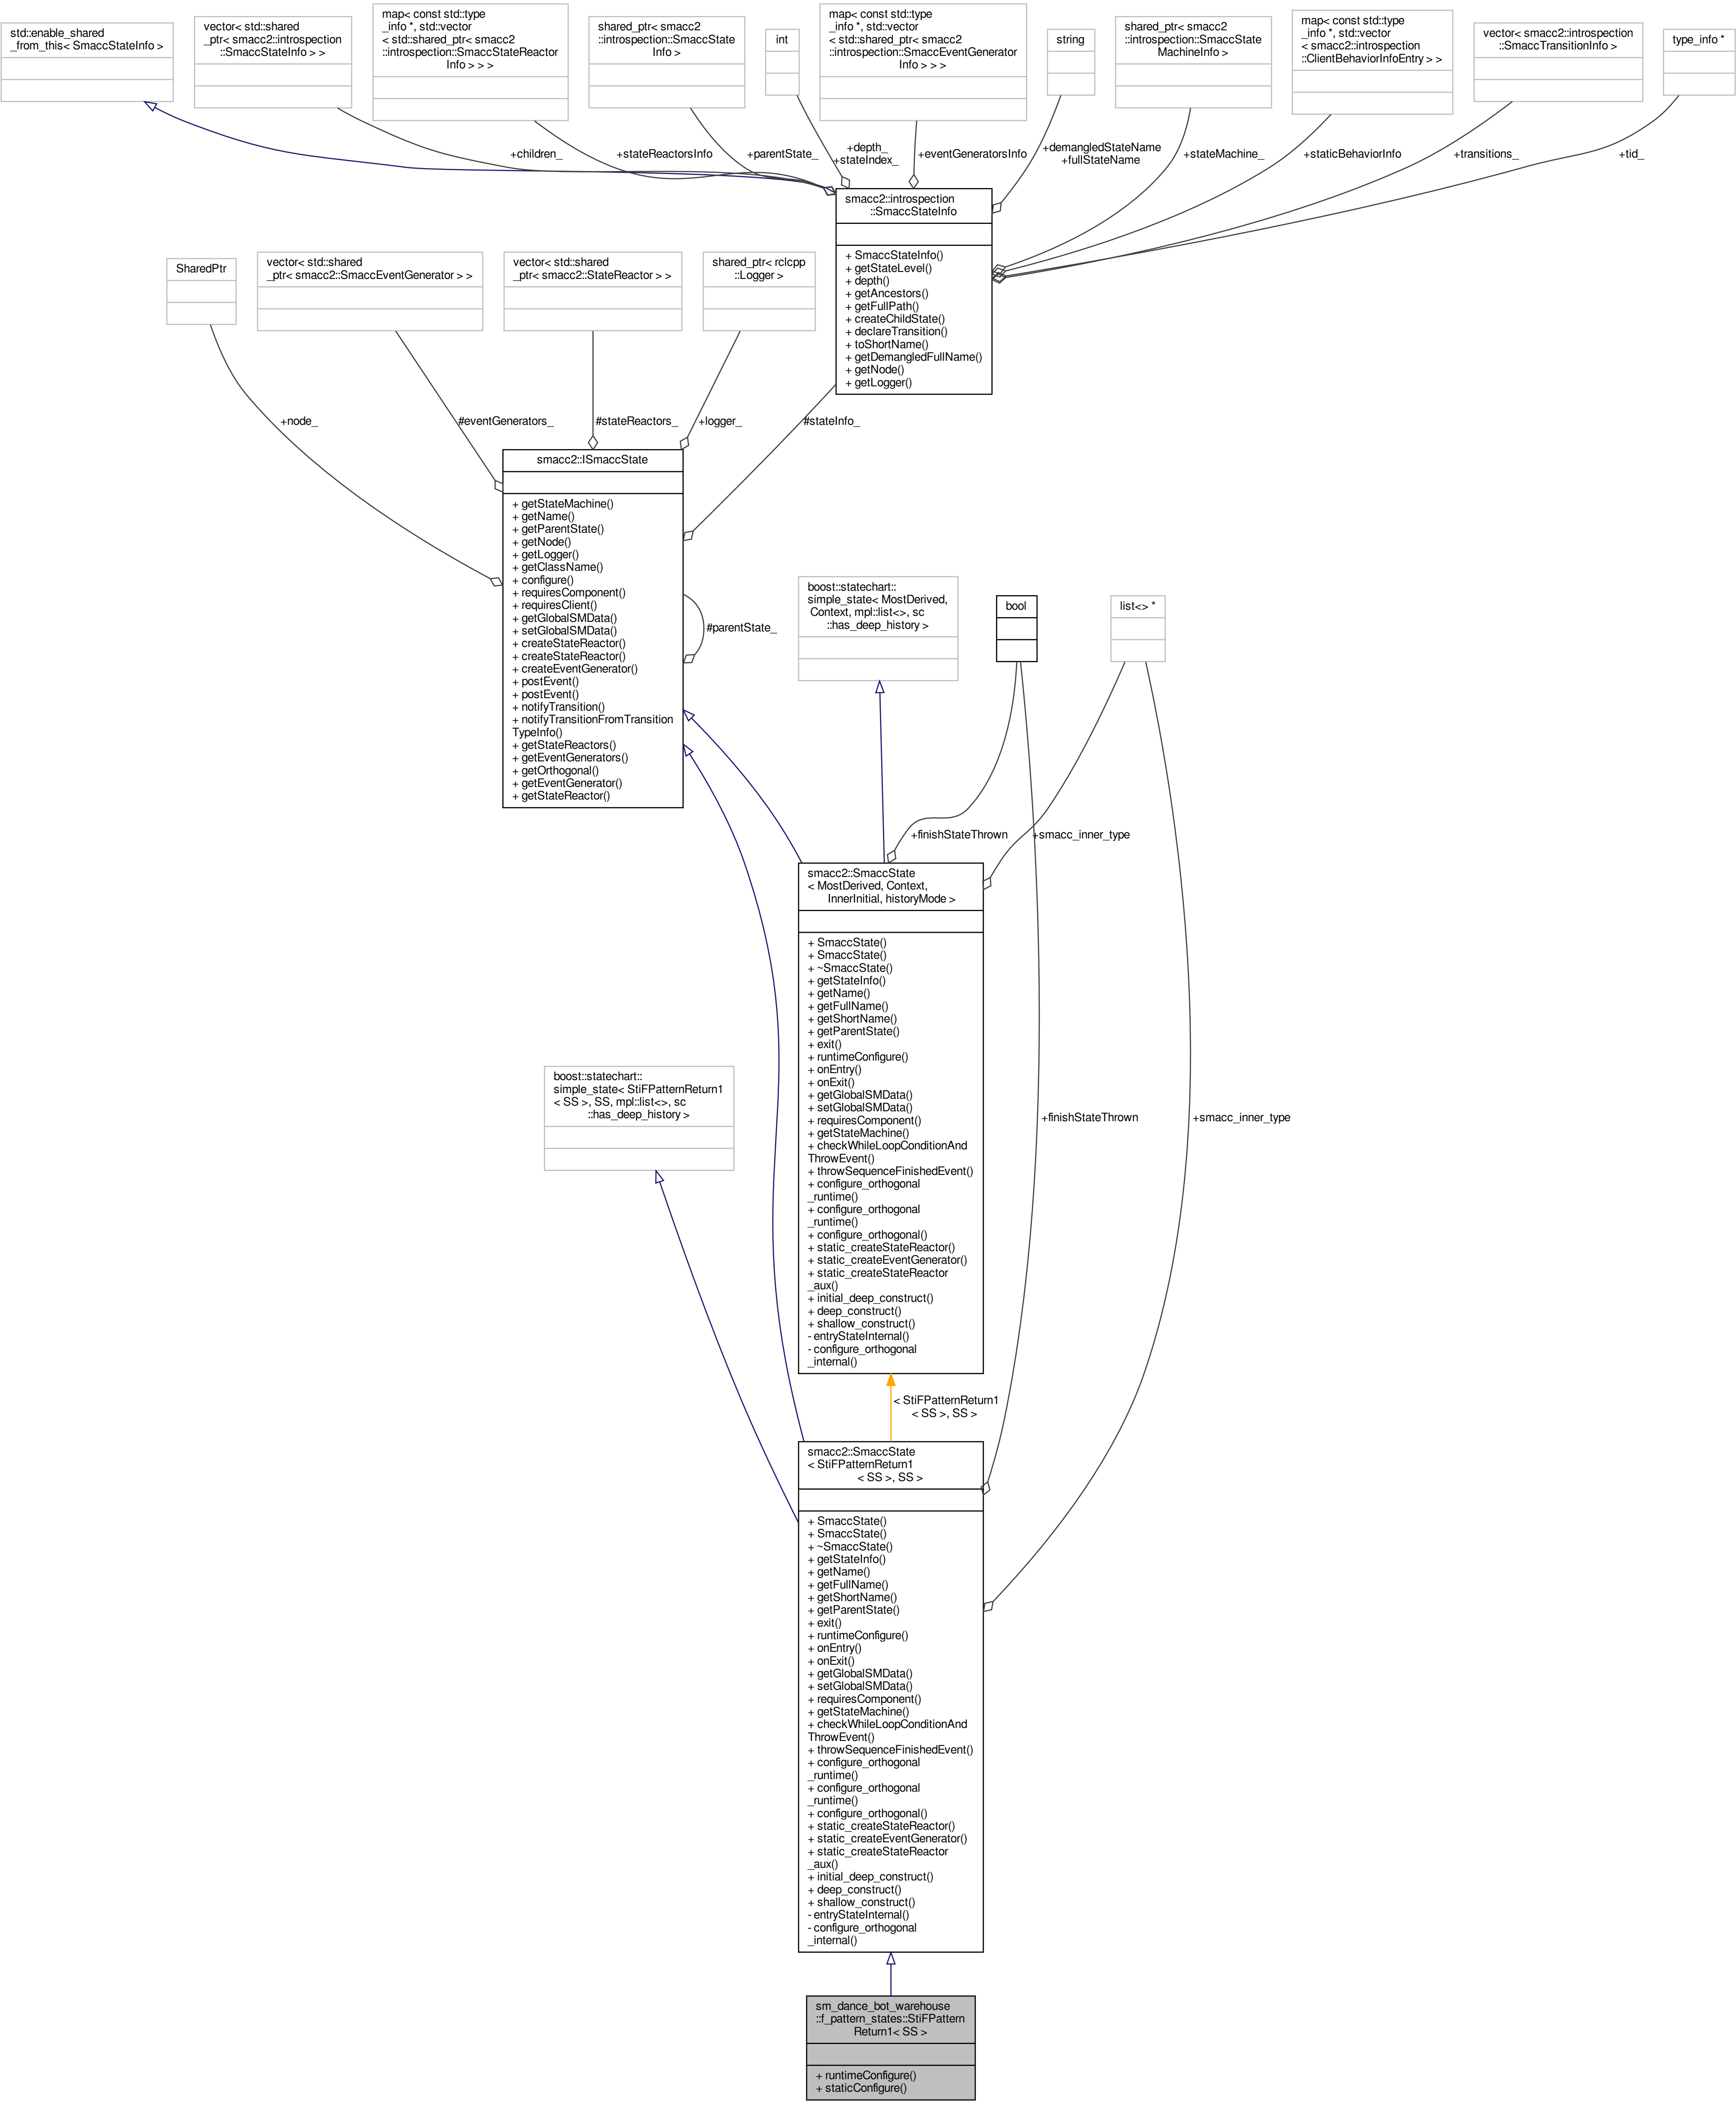 std::enable_shared
_from_this< SmaccStateInfo >
vector< std::shared
_ptr< smacc2::introspection
::SmaccStateInfo > >
map< const std::type
_info *, std::vector
< std::shared_ptr< smacc2
::introspection::SmaccStateReactor
Info > > >
shared_ptr< smacc2
::introspection::SmaccState
Info >
int
map< const std::type
_info *, std::vector
< std::shared_ptr< smacc2
::introspection::SmaccEventGenerator
Info > > >
string
shared_ptr< smacc2
::introspection::SmaccState
MachineInfo >
map< const std::type
_info *, std::vector
< smacc2::introspection
::ClientBehaviorInfoEntry > >
vector< smacc2::introspection
::SmaccTransitionInfo >
type_info *
+children_
+stateReactorsInfo
+parentState_
+depth_
+stateIndex_
+eventGeneratorsInfo
+demangledStateName
+fullStateName
+stateMachine_
+staticBehaviorInfo
+transitions_
+tid_
smacc2::introspection
::SmaccStateInfo
+ SmaccStateInfo()
+ getStateLevel()
+ depth()
+ getAncestors()
+ getFullPath()
+ createChildState()
+ declareTransition()
+ toShortName()
+ getDemangledFullName()
+ getNode()
+ getLogger()
SharedPtr
vector< std::shared
_ptr< smacc2::SmaccEventGenerator > >
vector< std::shared
_ptr< smacc2::StateReactor > >
shared_ptr< rclcpp
::Logger >
+node_
#eventGenerators_
#stateReactors_
+logger_
#stateInfo_
smacc2::ISmaccState
+ getStateMachine()
+ getName()
+ getParentState()
+ getNode()
+ getLogger()
+ getClassName()
+ configure()
+ requiresComponent()
+ requiresClient()
+ getGlobalSMData()
+ setGlobalSMData()
+ createStateReactor()
+ createStateReactor()
+ createEventGenerator()
+ postEvent()
+ postEvent()
+ notifyTransition()
+ notifyTransitionFromTransition
TypeInfo()
+ getStateReactors()
+ getEventGenerators()
+ getOrthogonal()
+ getEventGenerator()
+ getStateReactor()
#parentState_
boost::statechart::
simple_state< MostDerived,
Context, mpl::list<>, sc
::has_deep_history >
bool
list<> *
+finishStateThrown
+smacc_inner_type
smacc2::SmaccState
< MostDerived, Context,
InnerInitial, historyMode >
+ SmaccState()
+ SmaccState()
+ ~SmaccState()
+ getStateInfo()
+ getName()
+ getFullName()
+ getShortName()
+ getParentState()
+ exit()
+ runtimeConfigure()
+ onEntry()
+ onExit()
+ getGlobalSMData()
+ setGlobalSMData()
+ requiresComponent()
+ getStateMachine()
+ checkWhileLoopConditionAnd
ThrowEvent()
+ throwSequenceFinishedEvent()
+ configure_orthogonal
_runtime()
+ configure_orthogonal
_runtime()
+ configure_orthogonal()
+ static_createStateReactor()
+ static_createEventGenerator()
+ static_createStateReactor
_aux()
+ initial_deep_construct()
+ deep_construct()
+ shallow_construct()
- entryStateInternal()
- configure_orthogonal
_internal()
boost::statechart::
simple_state< StiFPatternReturn1
< SS >, SS, mpl::list<>, sc
::has_deep_history >
+finishStateThrown
+smacc_inner_type
< StiFPatternReturn1
< SS >, SS >
smacc2::SmaccState
< StiFPatternReturn1
< SS >, SS >
+ SmaccState()
+ SmaccState()
+ ~SmaccState()
+ getStateInfo()
+ getName()
+ getFullName()
+ getShortName()
+ getParentState()
+ exit()
+ runtimeConfigure()
+ onEntry()
+ onExit()
+ getGlobalSMData()
+ setGlobalSMData()
+ requiresComponent()
+ getStateMachine()
+ checkWhileLoopConditionAnd
ThrowEvent()
+ throwSequenceFinishedEvent()
+ configure_orthogonal
_runtime()
+ configure_orthogonal
_runtime()
+ configure_orthogonal()
+ static_createStateReactor()
+ static_createEventGenerator()
+ static_createStateReactor
_aux()
+ initial_deep_construct()
+ deep_construct()
+ shallow_construct()
- entryStateInternal()
- configure_orthogonal
_internal()
sm_dance_bot_warehouse
::f_pattern_states::StiFPattern
Return1< SS >
+ runtimeConfigure()
+ staticConfigure()